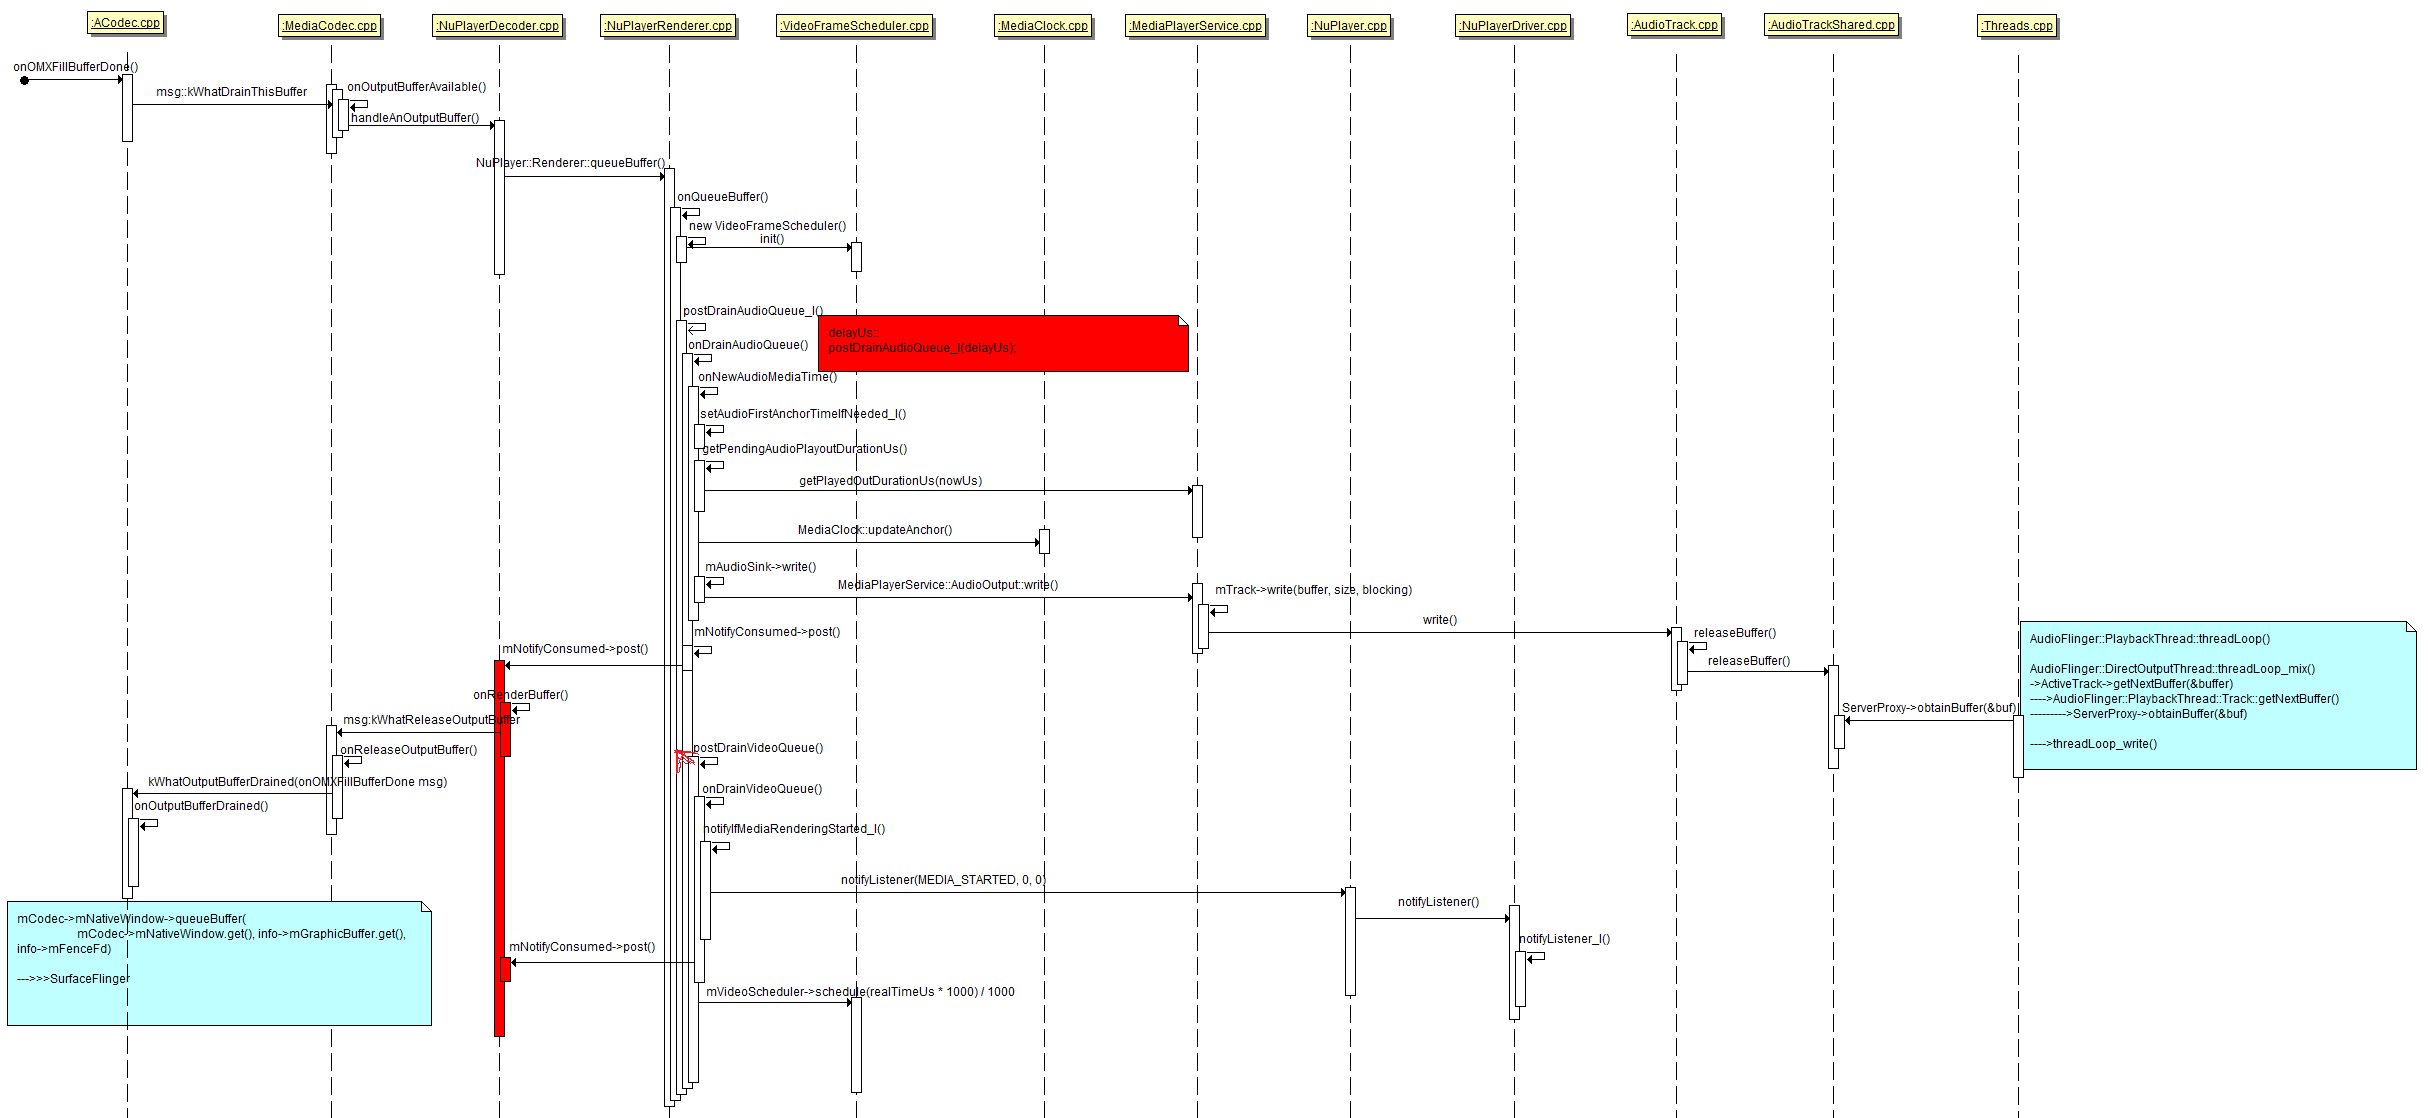 :ACodec.cpp
:MediaCodec.cpp
:NuPlayerDecoder.cpp
:NuPlayerRenderer.cpp
:VideoFrameScheduler.cpp
:MediaClock.cpp
:MediaPlayerService.cpp
:NuPlayer.cpp
:NuPlayerDriver.cpp
:AudioTrack.cpp
:AudioTrackShared.cpp
:Threads.cpp
onOMXFillBufferDone()
msg::kWhatDrainThisBuffer
onOutputBufferAvailable()
handleAnOutputBuffer()
NuPlayer::Renderer::queueBuffer()
onQueueBuffer()
new VideoFrameScheduler()
init()
postDrainAudioQueue_l()
delayUs::
postDrainAudioQueue_l(delayUs);
onDrainAudioQueue()
onNewAudioMediaTime()
setAudioFirstAnchorTimeIfNeeded_l()
getPendingAudioPlayoutDurationUs()
getPlayedOutDurationUs(nowUs)
MediaClock::updateAnchor()
mAudioSink->write()
MediaPlayerService::AudioOutput::write()
mTrack->write(buffer, size, blocking)
write()
releaseBuffer()
releaseBuffer()
ServerProxy->obtainBuffer(&buf)
AudioFlinger::PlaybackThread::threadLoop()
AudioFlinger::DirectOutputThread::threadLoop_mix()
->ActiveTrack->getNextBuffer(&buffer)
---->AudioFlinger::PlaybackThread::Track::getNextBuffer()
--------->ServerProxy->obtainBuffer(&buf)
---->threadLoop_write()
mNotifyConsumed->post()
mNotifyConsumed->post()
onRenderBuffer()
msg:kWhatReleaseOutputBuffer
onReleaseOutputBuffer()
kWhatOutputBufferDrained(onOMXFillBufferDone msg)
onOutputBufferDrained()
postDrainVideoQueue()
onDrainVideoQueue()
notifyIfMediaRenderingStarted_l()
notifyListener(MEDIA_STARTED, 0, 0)
notifyListener()
notifyListener_l()
mCodec->mNativeWindow->queueBuffer(
mCodec->mNativeWindow.get(), info->mGraphicBuffer.get(),
info->mFenceFd)
--->>>SurfaceFlinger
mNotifyConsumed->post()
mVideoScheduler->schedule(realTimeUs * 1000) / 1000